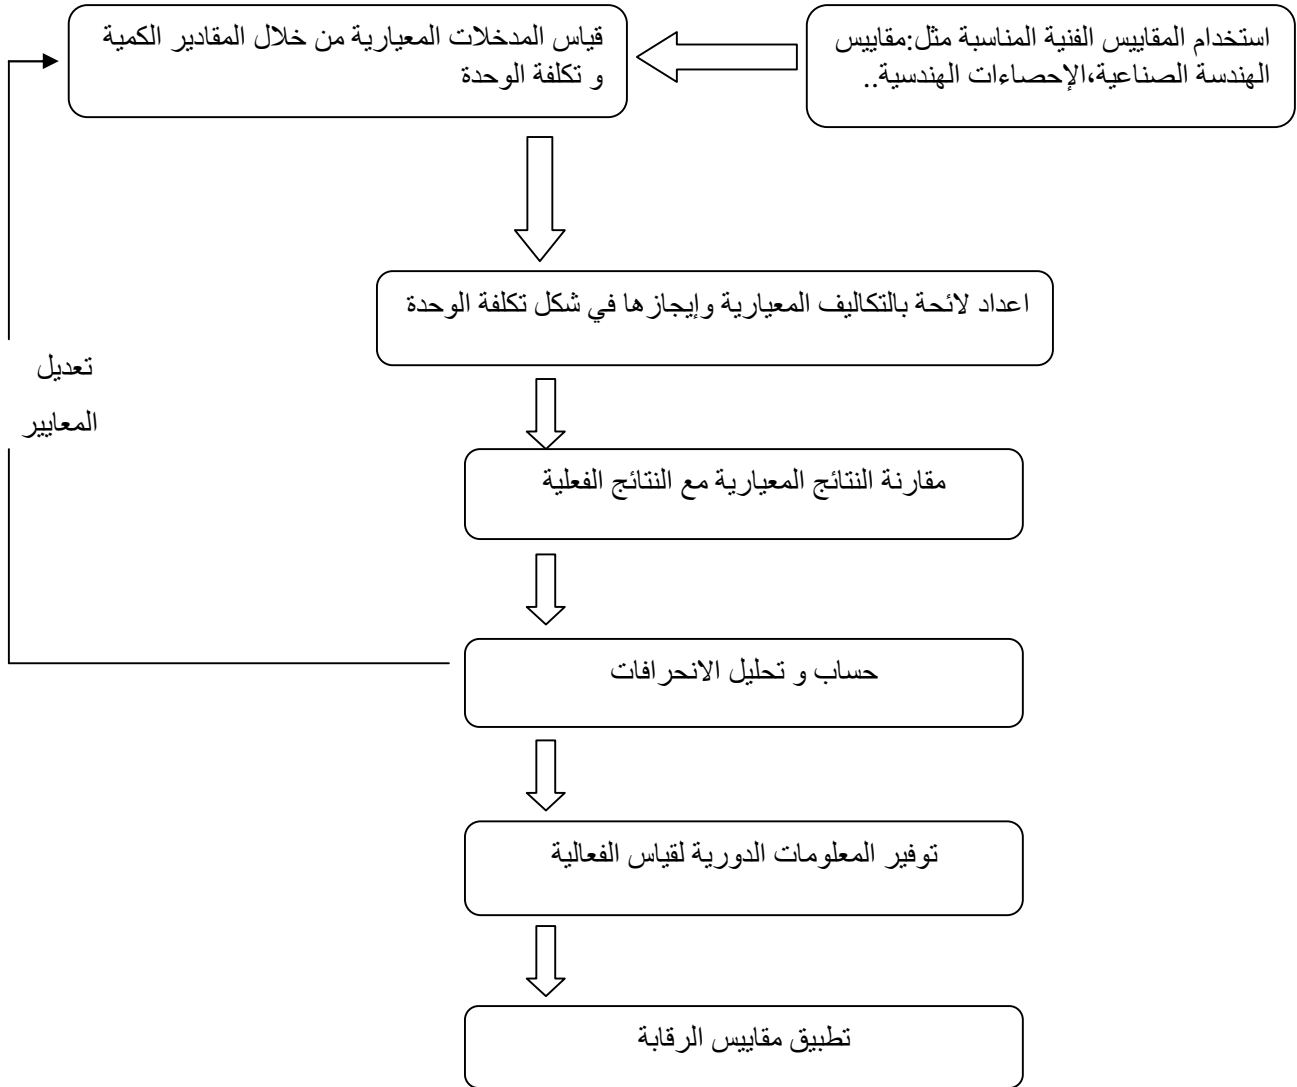 استخدام المقاييس الفنية المناسبة مثل:مقاييس
الهندسة الصناعية،الإحصاءات الهندسية..
قياس المدخلات المعيارية من خلال المقادير الكمية
و تكلفة الوحدة
اعداد لائحة بالتكاليف المعيارية وإيجازها في شكل تكلفة الوحدة
تعديل
المعايير
مقارنة النتائج المعيارية مع النتائج الفعلية
حساب و تحليل الانحرافات
توفير المعلومات الدورية لقياس الفعالية
تطبيق مقاييس الرقابة